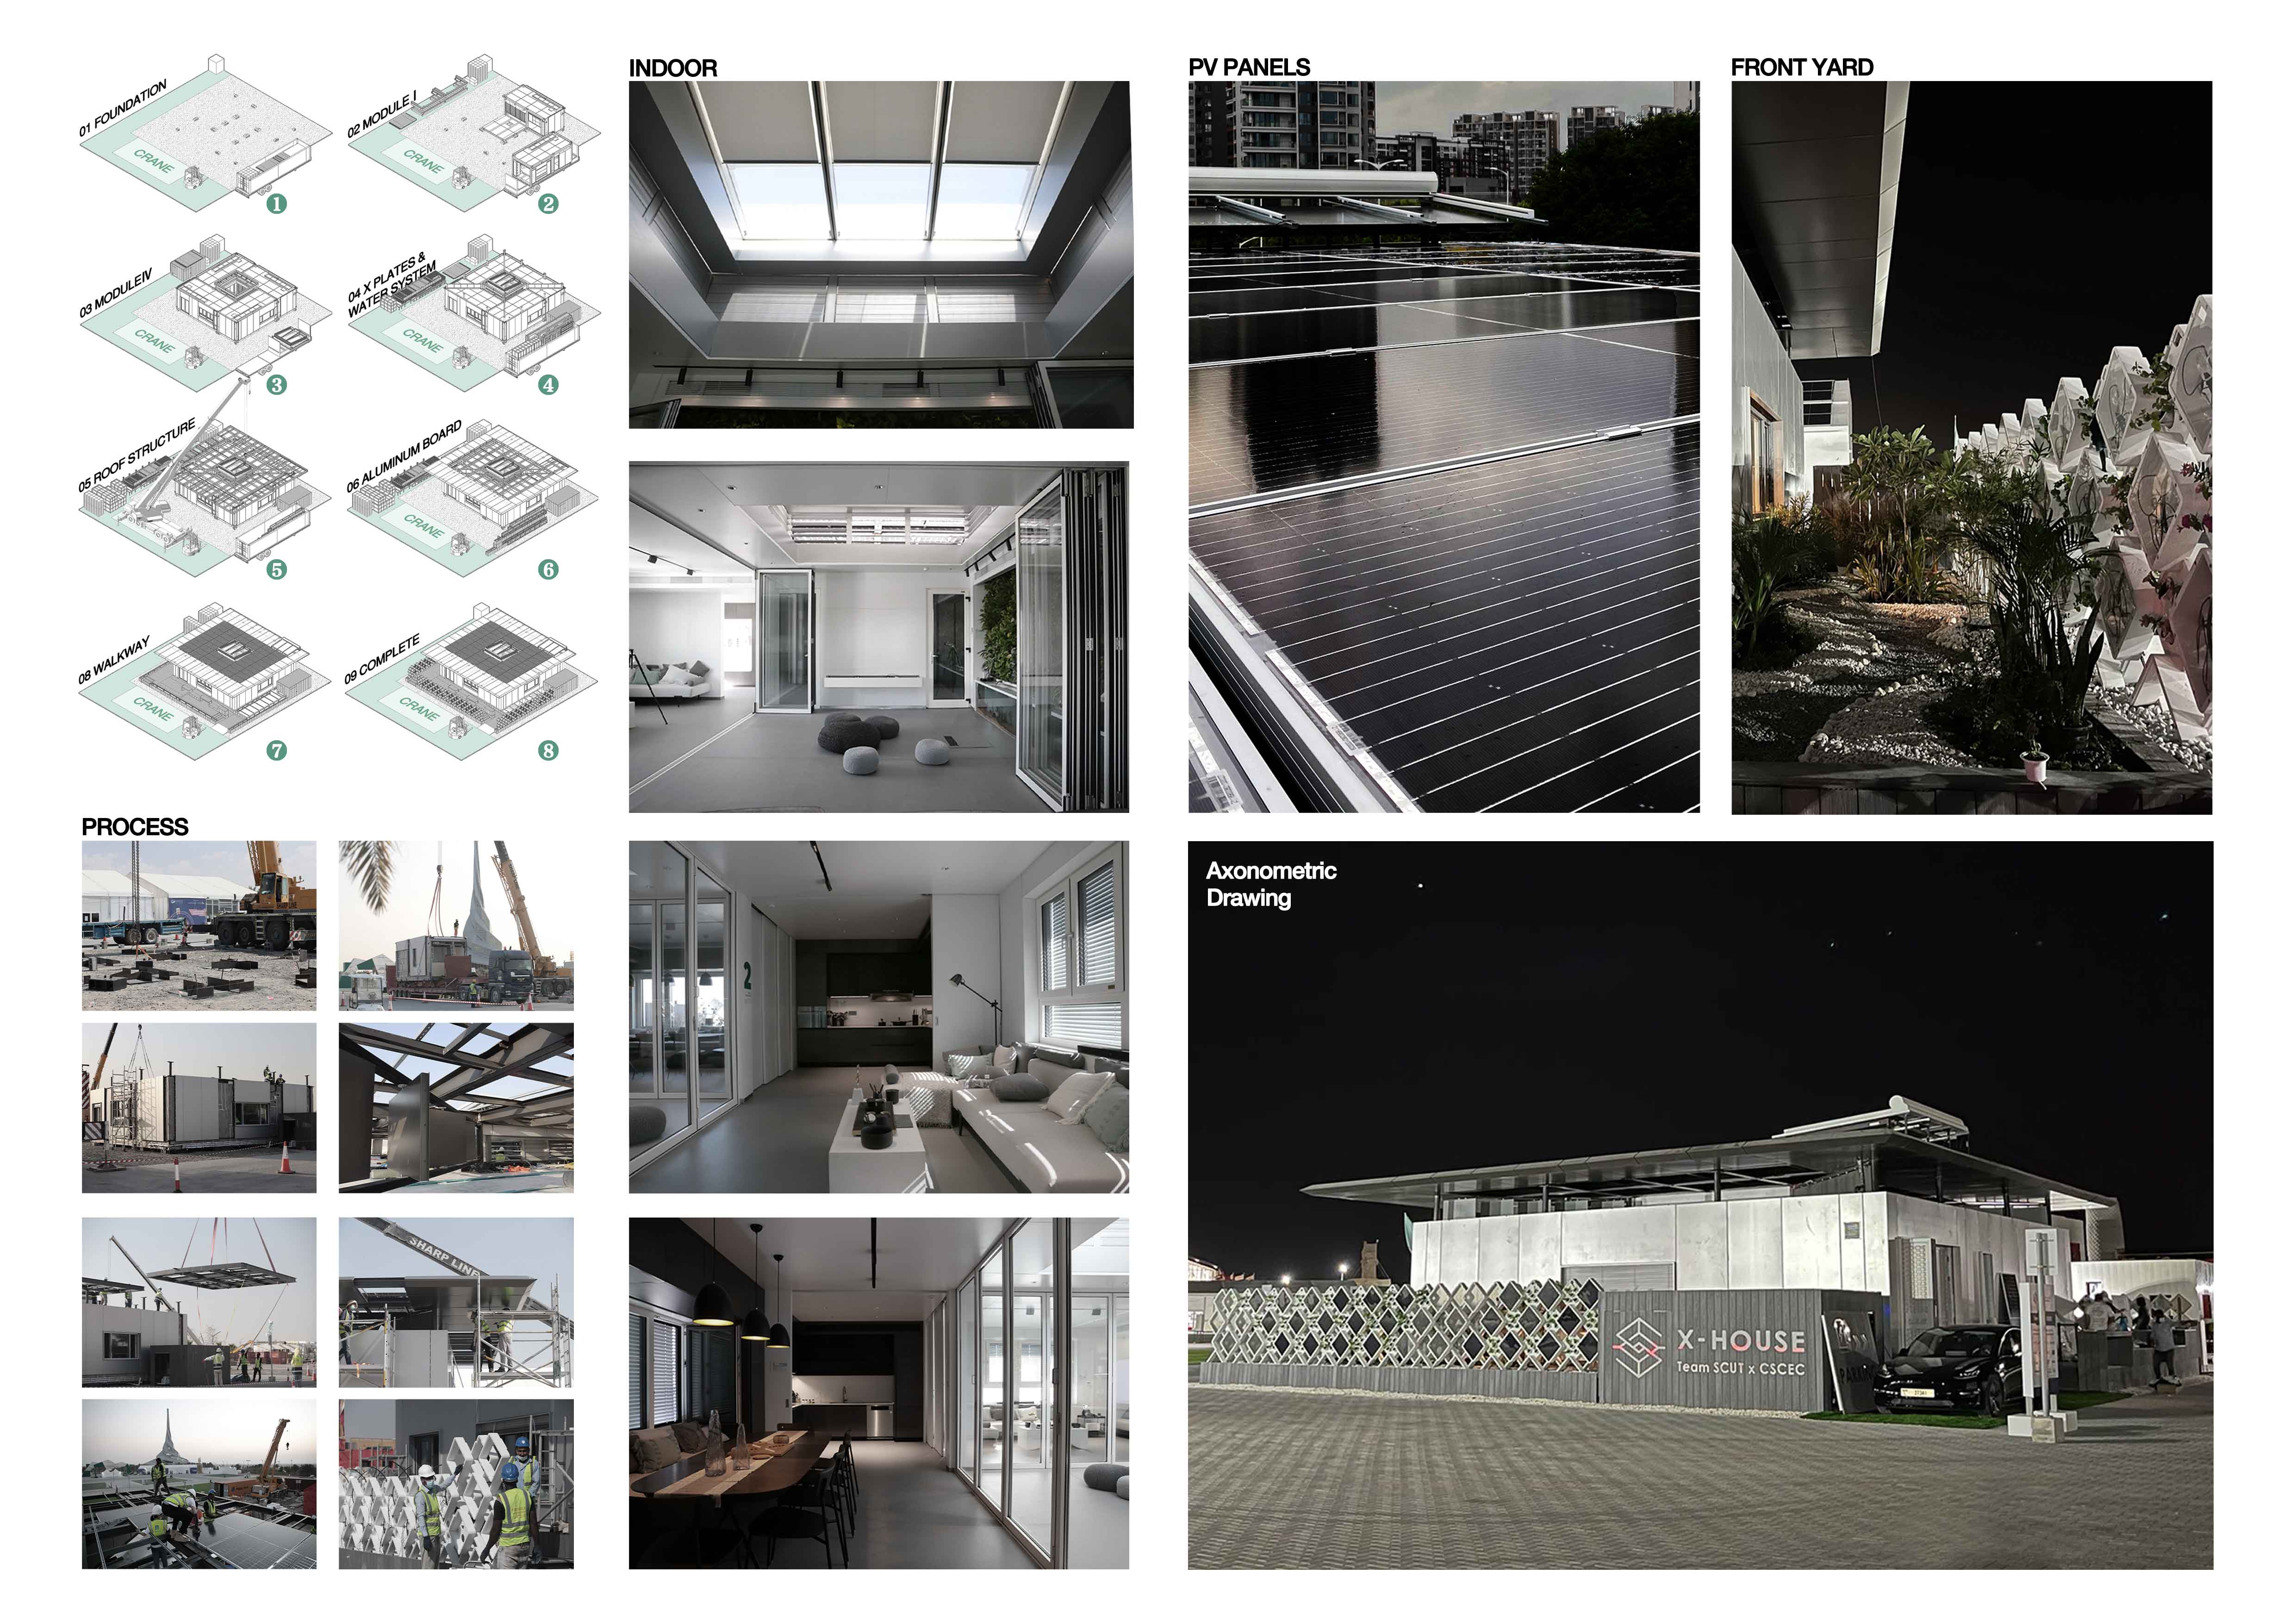 01 FOUNDATION
CRANE
1
02 MODULE I
CRANE
2
03 MODULE IV
CRANE
3
04 X PLATES &
WATER SYSTEM
CRANE
4
05 ROOF STRUCTURE
5
06 ALUMINUM BOARD
CRANE
6
08 WALKWAY
CRANE
7
09 COMPLETE
CRANE
8
PROCESS
SHARP LINE
INDOOR
2
PV PANELS
FRONT YARD
Axonometric
Drawing
X-HOUSE
Team SCUT x CSCEC